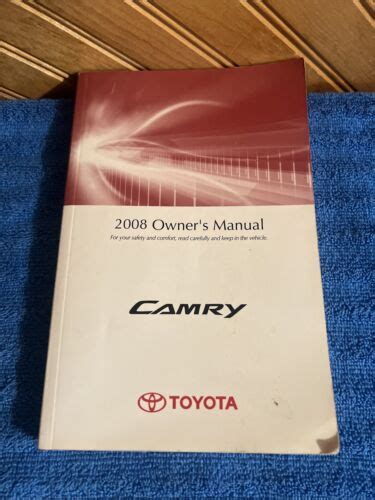 2008 Owner's Manual
For your safety and comfort, read carefully and keep in the vehicle.
CAMRY
TOYOTA